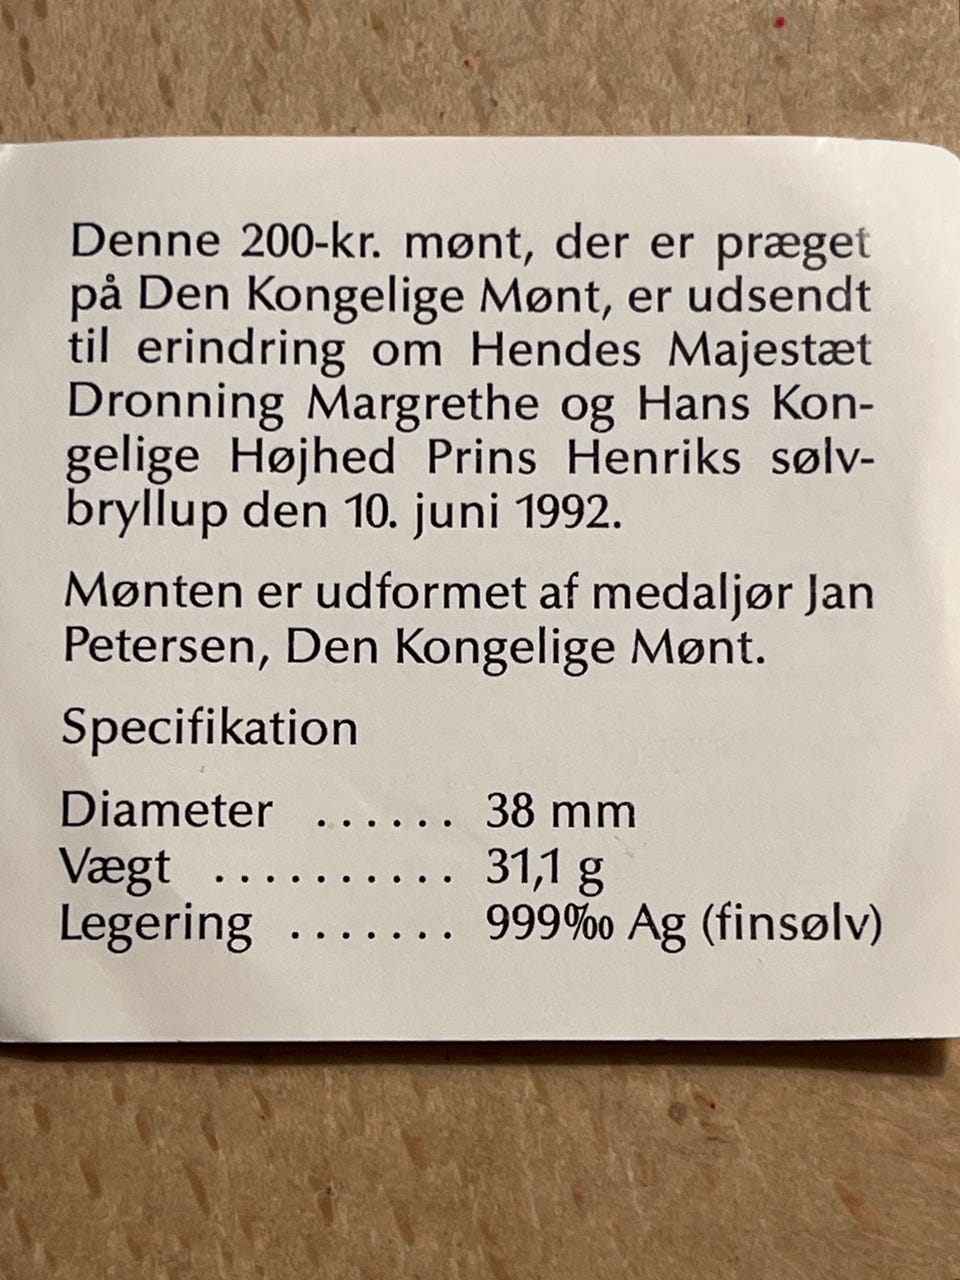 Denne 200-kr. mønt, der er præget
på Den Kongelige Mønt, er udsendt
til erindring om Hendes Majestæt
Dronning Margrethe og Hans Kon-
gelige Højhed Prins Henriks sølv-
bryllup den 10. juni 1992.
Mønten er udformet af medaljør Jan
Petersen, Den Kongelige Mønt.
Specifikation
Diameter ...... 38 mm
Vægt .......... 31,1 g
Legering ....... 999‰ Ag (finsølv)